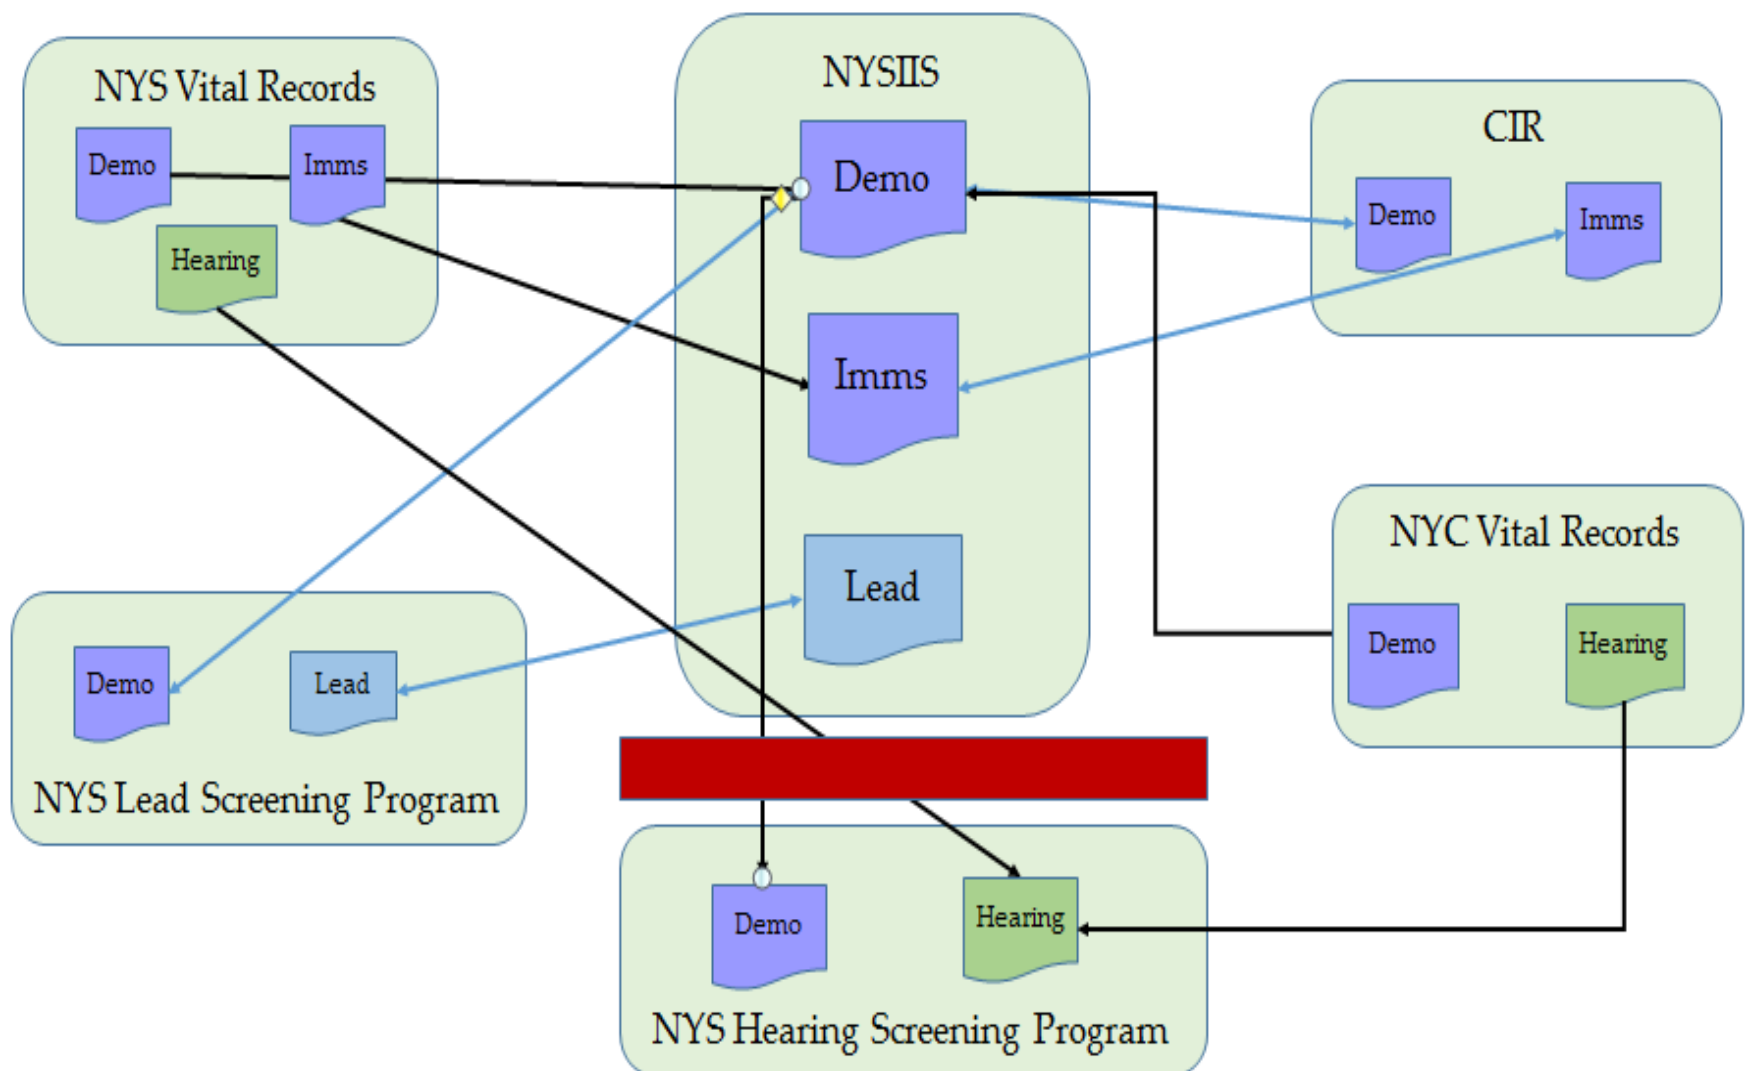 NYS Vital Records
Demo
Imms
Hearing
NYSIIS
Demo
Imms
Lead
CIR
Demo
Imms
NYC Vital Records
Demo
Hearing
Demo
Lead
NYS Lead Screening Program
Demo
Hearing
NYS Hearing Screening Program